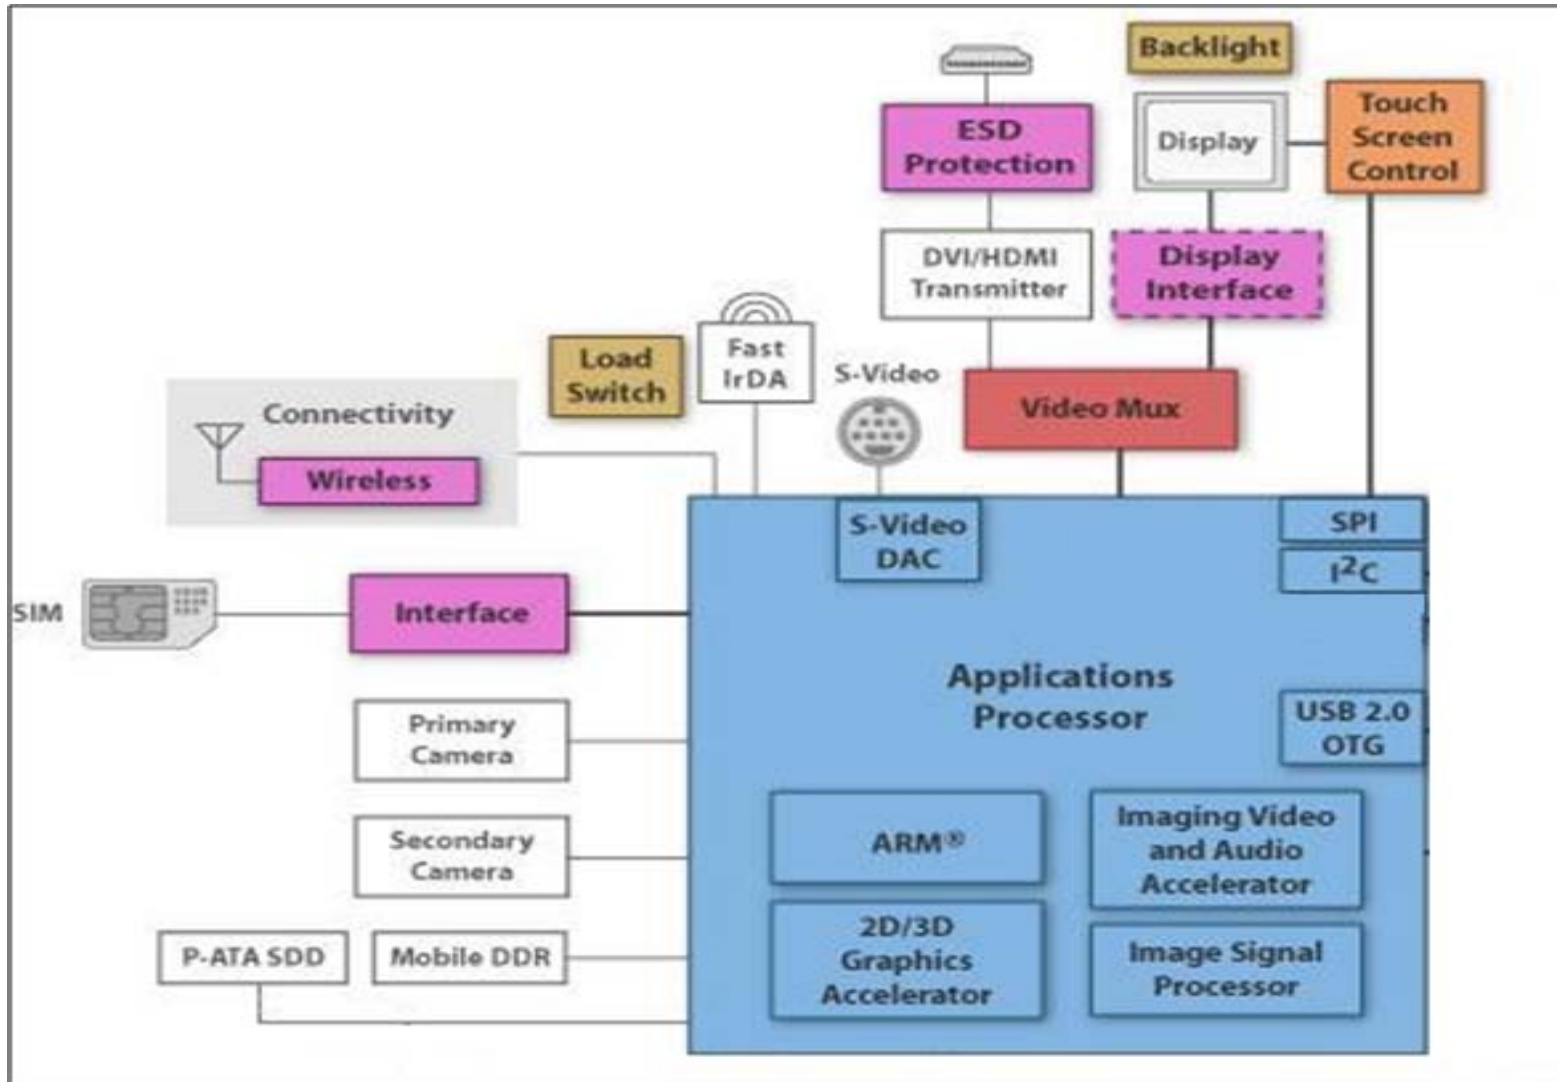 Backlight
ESD
Protection
Display
Touch
Screen
Control
DVI/HDMI
Transmitter
Display
Interface
Load
Switch
Fast
IrDA
S-Video
Video Mux
Connectivity
Wireless
S-Video
DAC
SPI
I²C
SIM
Interface
Applications
Processor
Primary
Camera
USB 2.0
OTG
Secondary
Camera
ARM®
Imaging Video
and Audio
Accelerator
P-ATA SDD
Mobile DDR
2D/3D
Graphics
Accelerator
Image Signal
Processor